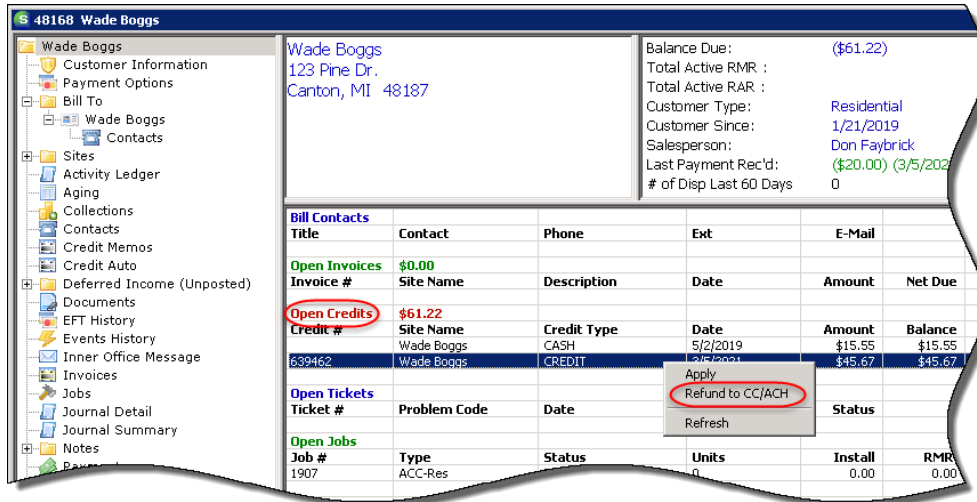 S 48168 Wade Boggs
Wade Boggs
Customer Information
Payment Options
Bill To
Wade Boggs
Contacts
Sites
Activity Ledger
Aging
Collections
Contacts
Credit Memos
Credit Auto
Deferred Income (Unposted)
Documents
EFT History
Events History
Inner Office Message
Invoices
Jobs
Journal Detail
Journal Summary
Notes
Wade Boggs
123 Pine Dr.
Canton, MI 48187
Balance Due: ($61.22)
Total Active RMR :
Total Active RAR :
Customer Type: Residential
Customer Since: 1/21/2019
Salesperson: Don Faybrick
Last Payment Rec'd: ($20.00) (3/5/202
# of Disp Last 60 Days 0
Bill Contacts
Title Contact Phone Ext E-Mail
Open Invoices $0.00
Invoice # Site Name Description Date Amount Net Due
Open Credits $61.22
Credit # Site Name Credit Type Date Amount Balance
Wade Boggs CASH 5/2/2019 $15.55 $15.55
639462 Wade Boggs CREDIT 3/5/2021 $45.67 $45.67
Apply
Refund to CC/ACH
Refresh
Open Tickets
Ticket # Problem Code Date Status
Open Jobs
Job # Type Status Units Install RMR
1907 ACC-Res 0 0.00 0.00